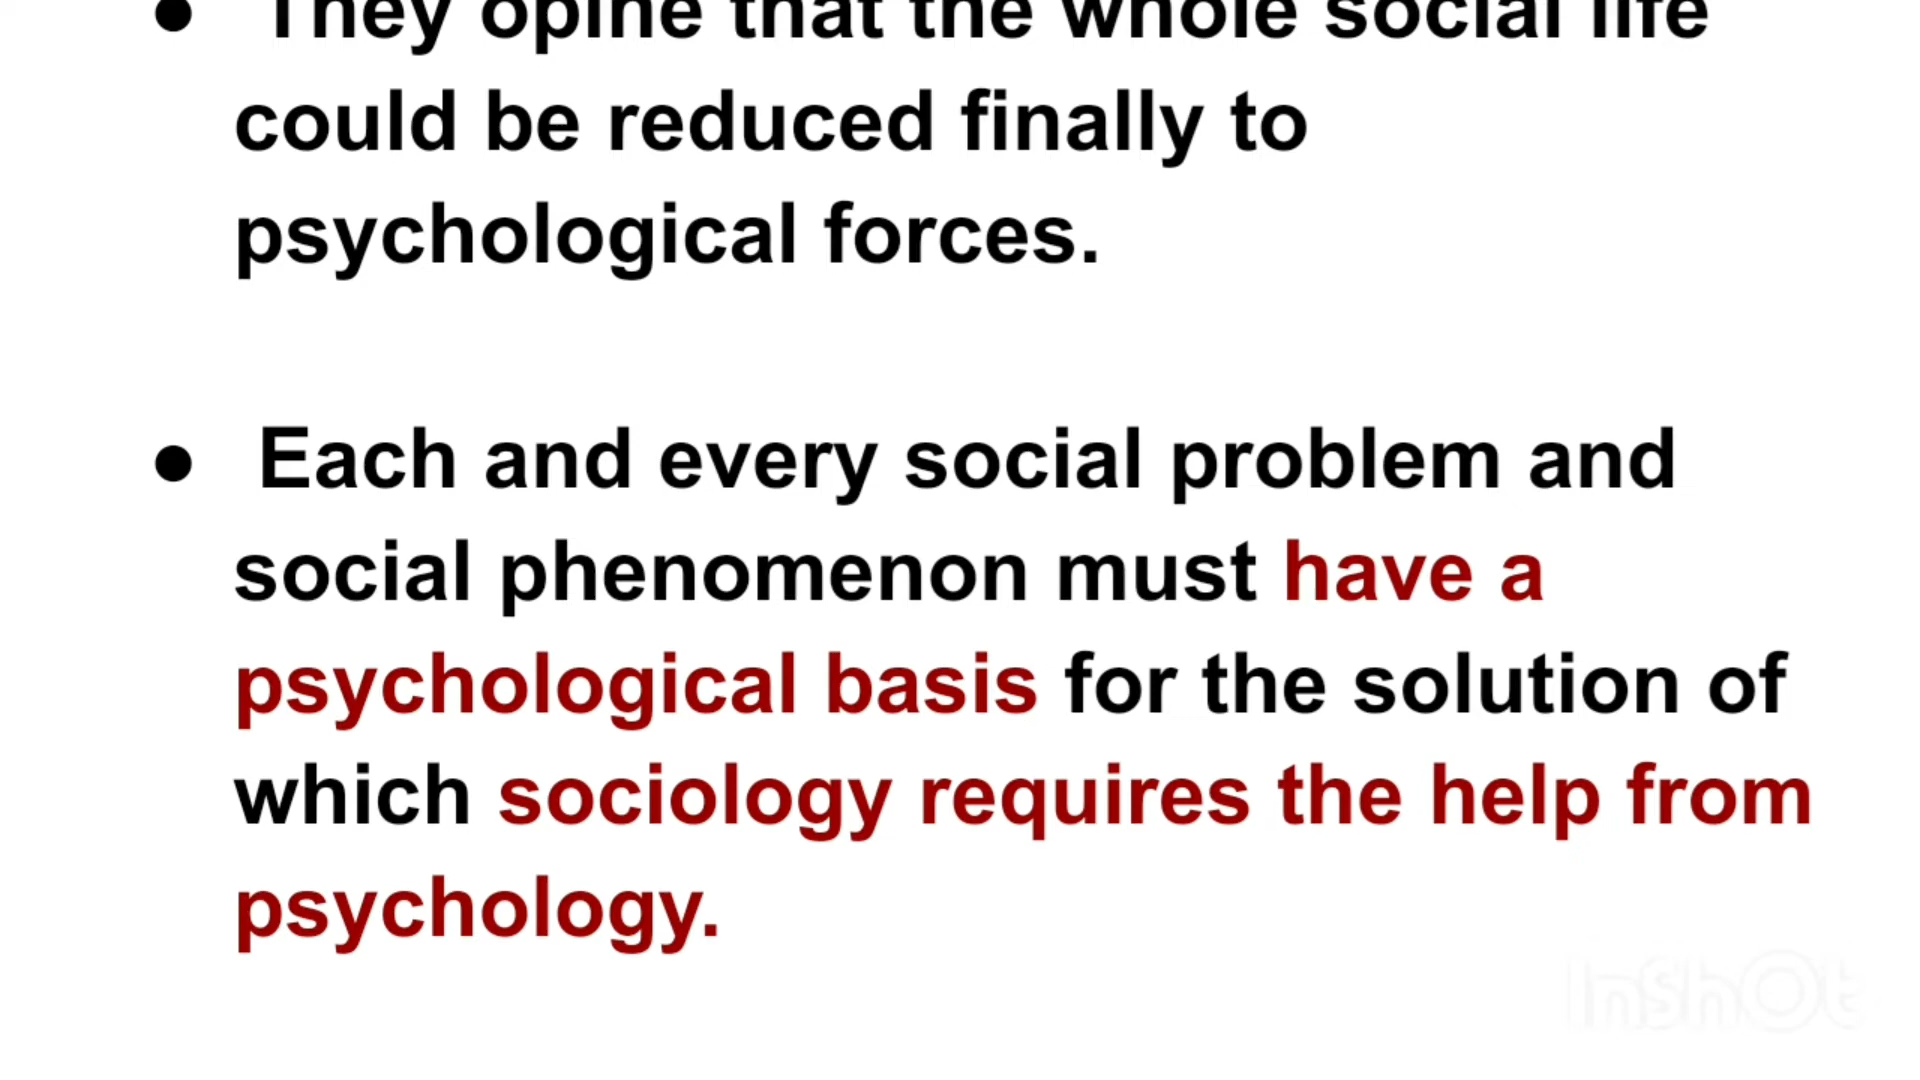 ● They opine that the whole social life
could be reduced finally to
psychological forces.
● Each and every social problem and
social phenomenon must have a
psychological basis for the solution of
which sociology requires the help from
psychology.
InShOt